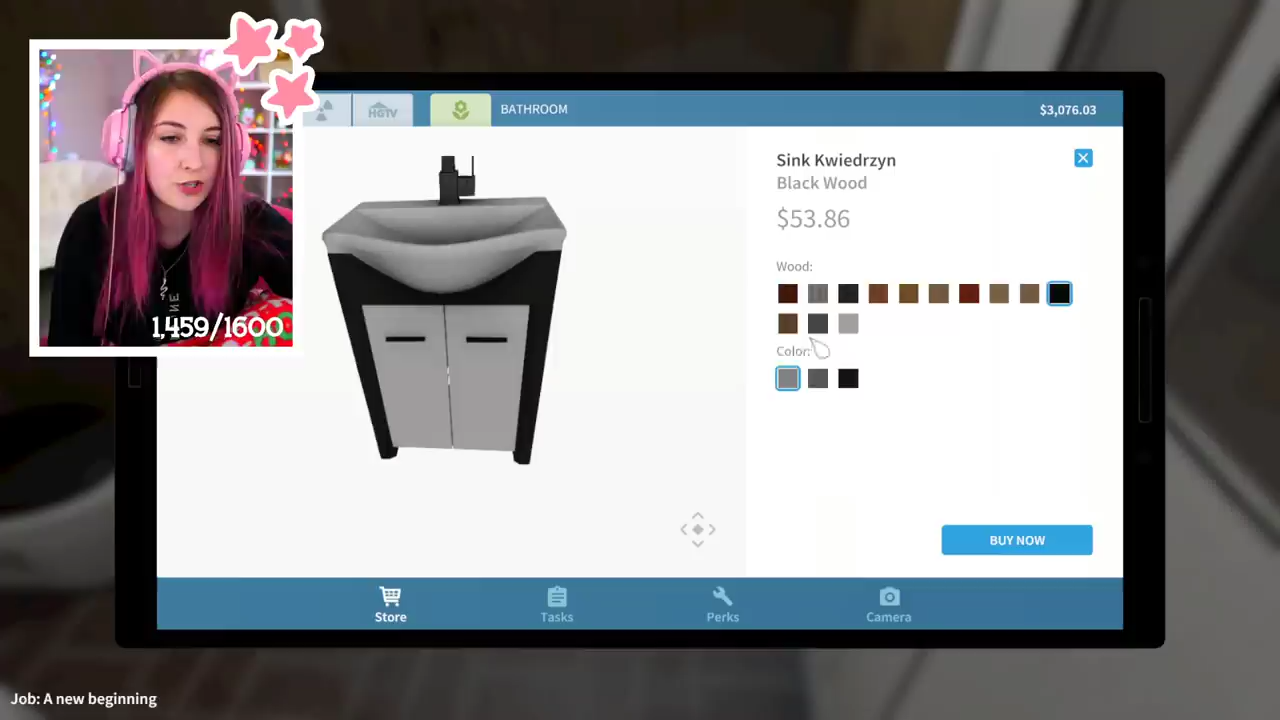 HGTV
BATHROOM
$3,076.03
Sink Kwiedrzyn
Black Wood
$53.86
Wood:
Color:
1,459/1600
BUY NOW
Store
Tasks
Perks
Camera
Job: A new beginning